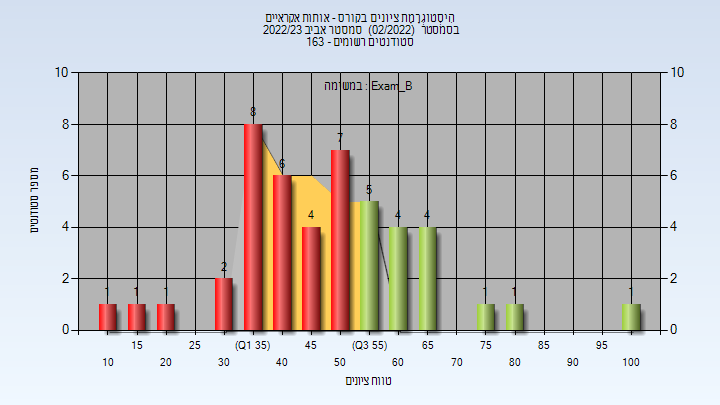 היסטוגרמת ציונים בקורס - אותות אקראיים
בסמסטר (02/2022) סמסטר אביב 2022/23
סטודנטים רשומים - 163
במשימה : Exam_B
מספר סטודנטים
10 10
8 8
6 6
4 4
2 2
0 0
1 1 1 2 8 6 4 7 5 4 4 1 1 1
15 25 (Q1 35) 45 (Q3 55) 65 75 85 95
10 20 30 40 50 60 70 80 90 100
טווח ציונים